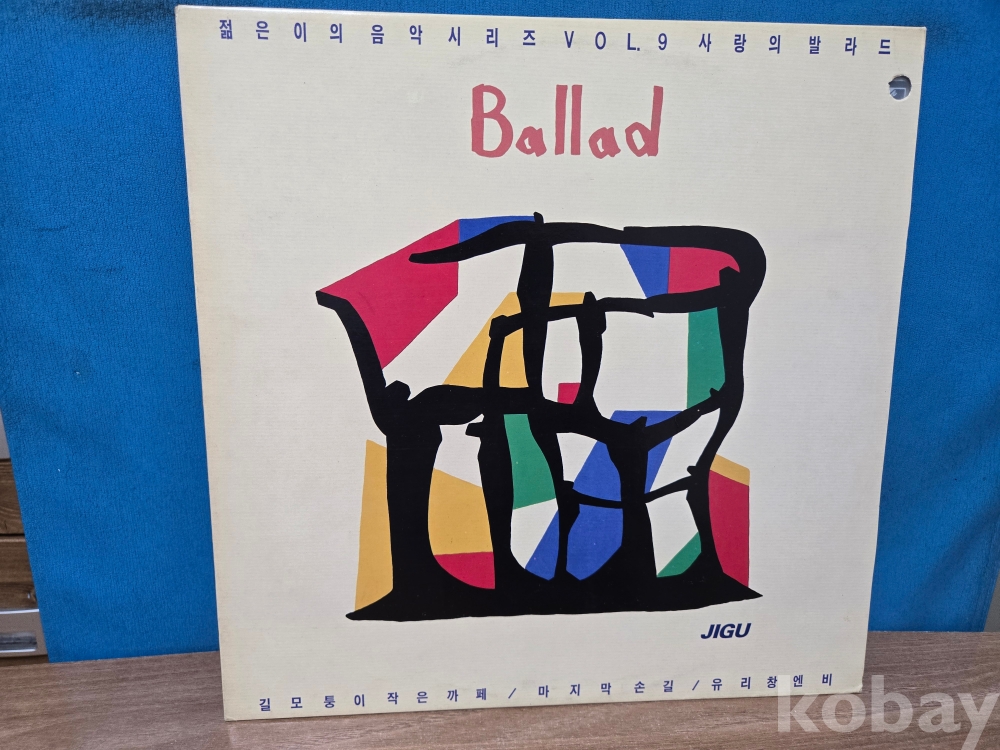 젊은이의음악시리즈 VOL. 9 사랑의발라드
Ballad
JIGU
길모퉁이작은까페 / 마지막손길 / 유리창엔비
kobay